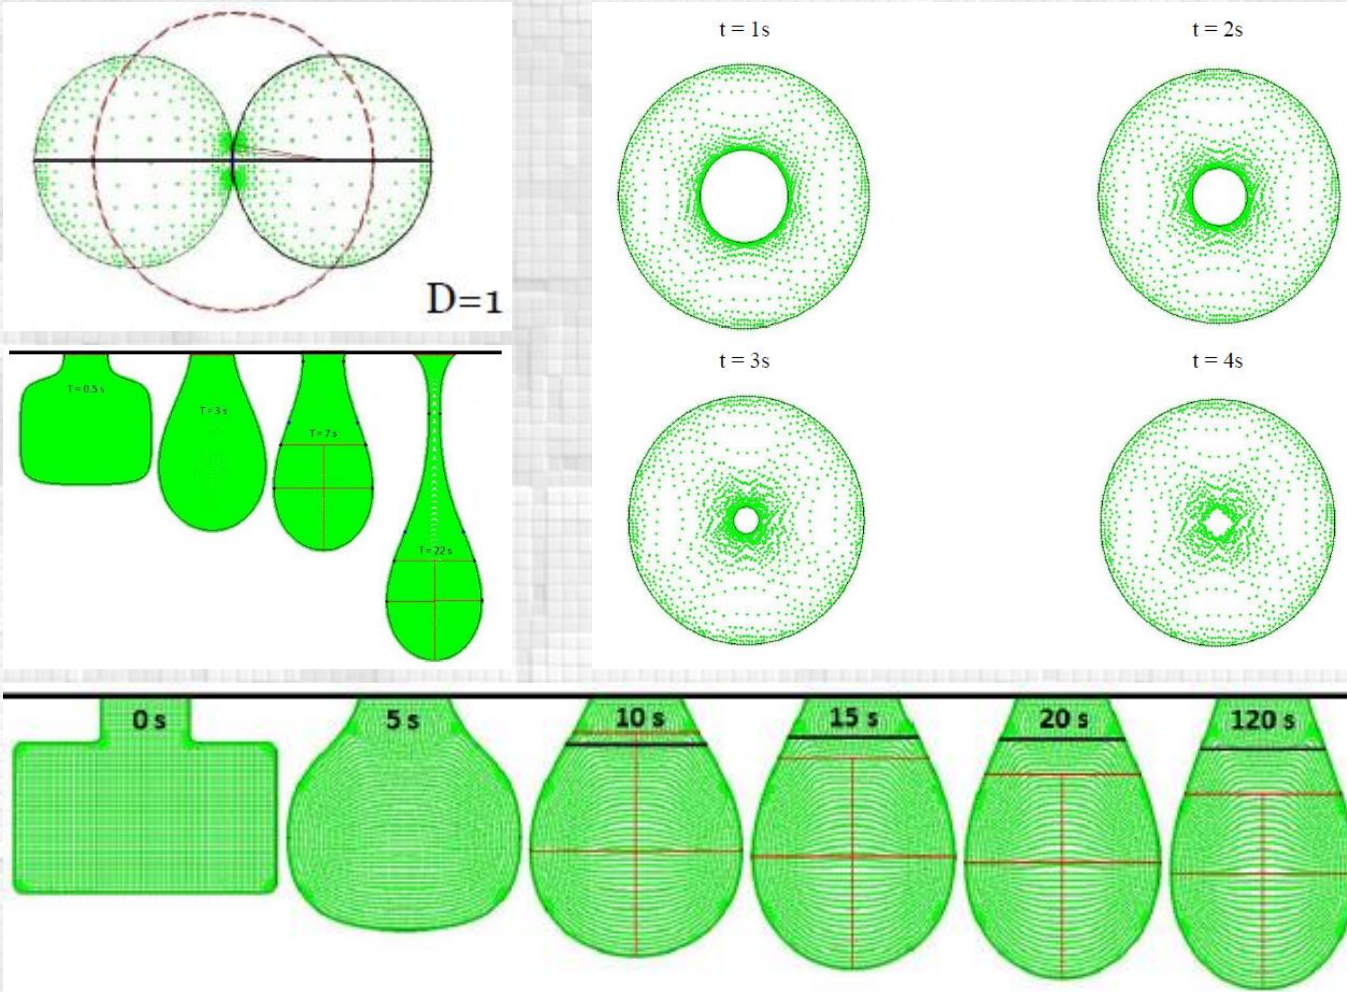 D=1
t = 1s
t = 2s
t = 3s
t = 4s
T = 0.5 s
T = 3 s
T = 7 s
T = 22 s
0 s
5 s
10 s
15 s
20 s
120 s